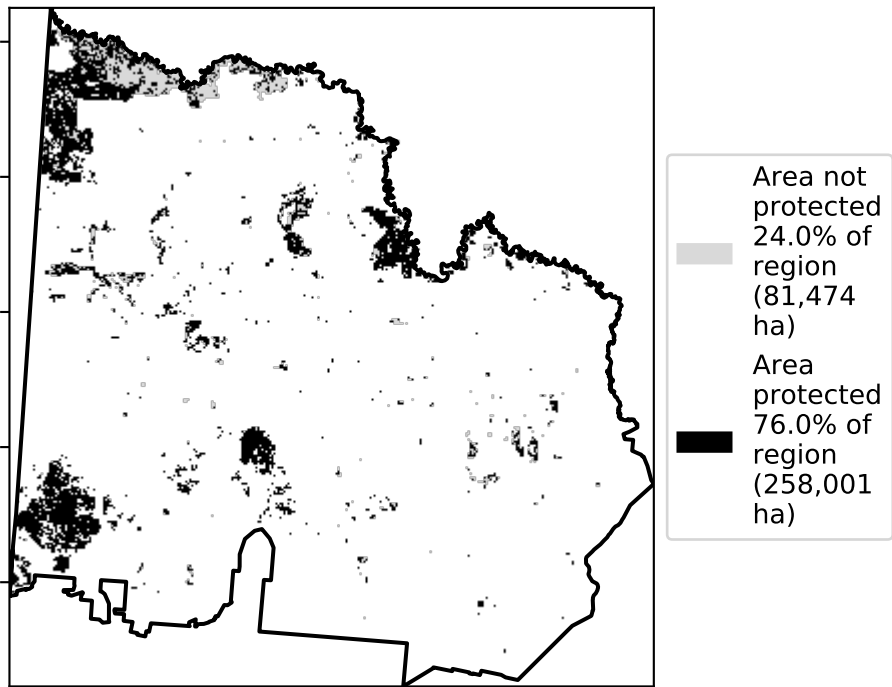 Area not
protected
24.0% of
region
(81,474
ha)
Area
protected
76.0% of
region
(258,001
ha)